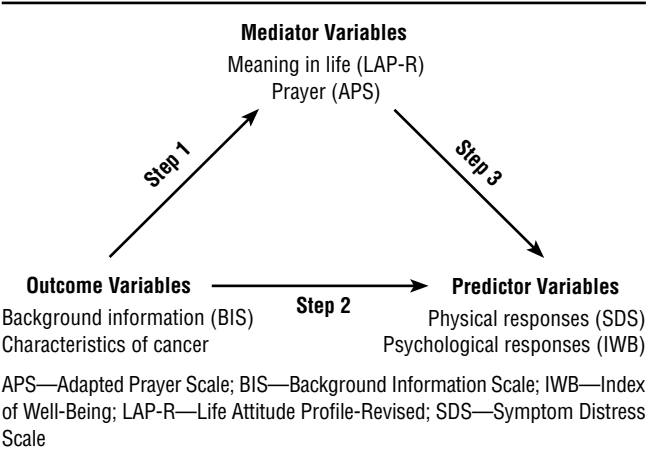 Mediator Variables
Meaning in life (LAP-R)
Prayer (APS)
Step 1
Step 3
Outcome Variables
Step 2
Predictor Variables
Background information (BIS)
Characteristics of cancer
Physical responses (SDS)
Psychological responses (IWB)
APS—Adapted Prayer Scale; BIS—Background Information Scale; IWB—Index
of Well-Being; LAP-R—Life Attitude Profile-Revised; SDS—Symptom Distress
Scale